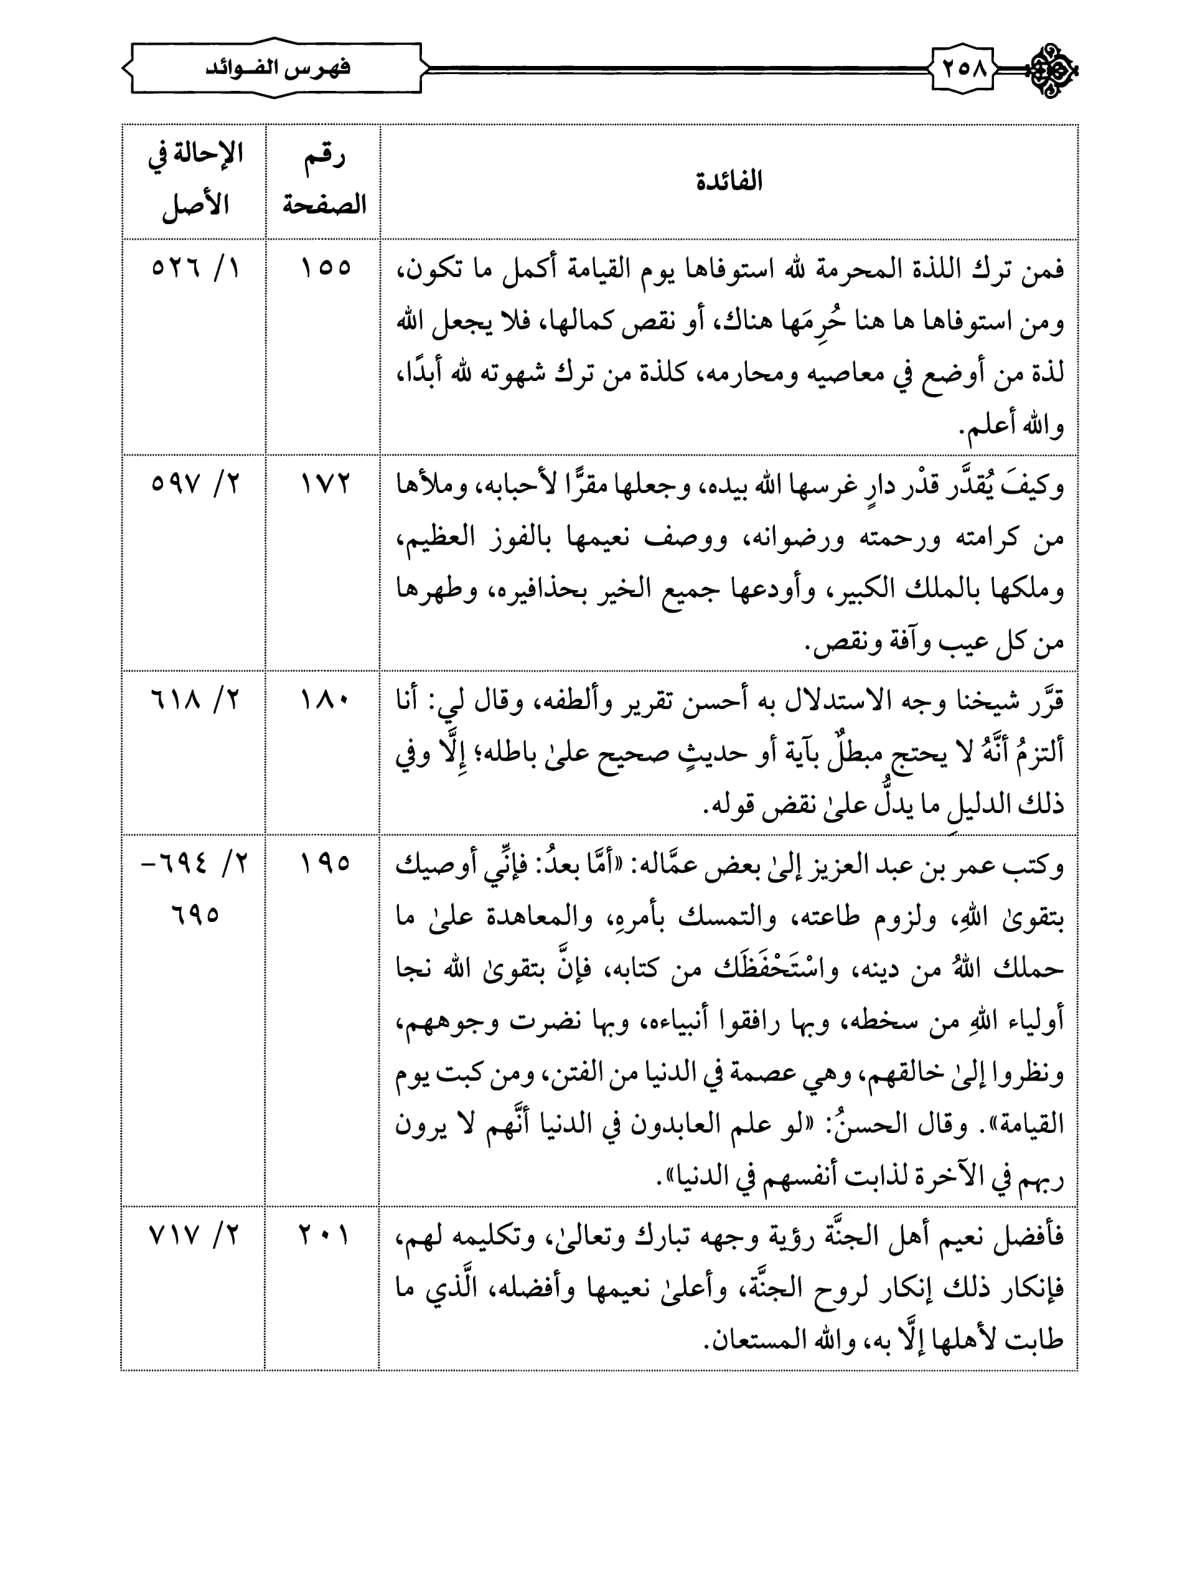 ٢٥٨
فهرس الفوائد
الفائدة
رقم
الصفحة
الإحالة في
الأصل
فمن ترك اللذة المحرمة لله استوفاها يوم القيامة أكمل ما تكون،
ومن استوفاها ها هنا حُرِمَها هناك، أو نقص كمالها، فلا يجعل الله
لذة من أوضع في معاصيه ومحارمه، كلذة من ترك شهوته لله أبدًا،
والله أعلم.
١٥٥
١/ ٥٢٦
وكيفَ يُقدَّر قدْر دارٍ غرسها الله بيده، وجعلها مقرًّا لأحبابه، وملأها
من كرامته ورحمته ورضوانه، ووصف نعيمها بالفوز العظيم،
وملكها بالملك الكبير، وأودعها جميع الخير بحذافيره، وطهرها
من كل عيب وآفة ونقص.
١٧٢
٢/ ٥٩٧
قرَّر شيخنا وجه الاستدلال به أحسن تقرير وألطفه، وقال لي: أنا
ألتزمُ أنَّهُ لا يحتج مبطلٌ بآية أو حديثٍ صحيح علىٰ باطله؛ إِلَّا وفي
ذلك الدليلِ ما يدلُّ علىٰ نقض قوله.
١٨٠
٢/ ٦١٨
وكتب عمر بن عبد العزيز إلىٰ بعض عمَّاله: «أمَّا بعدُ: فإنِّي أوصيك
بتقوىٰ اللهِ، ولزوم طاعته، والتمسك بأمرهِ، والمعاهدة علىٰ ما
حملك اللهُ من دينه، واسْتَحْفَظَك من كتابه، فإنَّ بتقوىٰ الله نجا
أولياء اللهِ من سخطه، وبها رافقوا أنبياءه، وبها نضرت وجوههم،
ونظروا إلىٰ خالقهم، وهي عصمة في الدنيا من الفتن، ومن كبت يوم
القيامة». وقال الحسنُ: «لو علم العابدون في الدنيا أنَّهم لا يرون
ربهم في الآخرة لذابت أنفسهم في الدنيا».
١٩٥
٢/ ٦٩٤-
٦٩٥
فأفضل نعيم أهل الجنَّة رؤية وجهه تبارك وتعالىٰ، وتكليمه لهم،
فإنكار ذلك إنكار لروح الجنَّة، وأعلىٰ نعيمها وأفضله، الَّذي ما
طابت لأهلها إلَّا به، والله المستعان.
٢٠١
٢/ ٧١٧